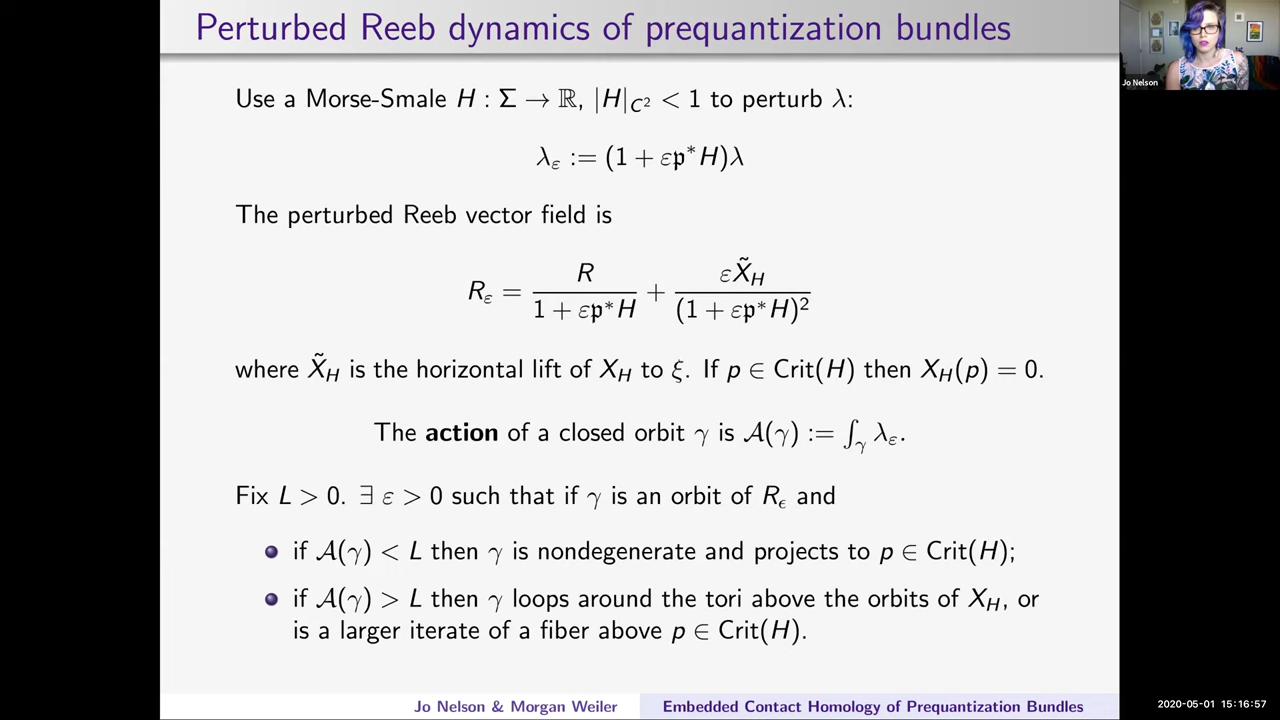 Perturbed Reeb dynamics of prequantization bundles
Jo Nelson
Use a Morse-Smale H : Σ → ℝ, |H|_{C²} < 1 to perturb λ:
λ_ε := (1 + ε𝔭*H)λ
The perturbed Reeb vector field is
R_ε = R / (1 + ε𝔭*H) + εX̃_H / (1 + ε𝔭*H)²
where X̃_H is the horizontal lift of X_H to ξ. If p ∈ Crit(H) then X_H(p) = 0.
The action of a closed orbit γ is 𝒜(γ) := ∫_γ λ_ε.
Fix L > 0. ∃ ε > 0 such that if γ is an orbit of R_ϵ and
if 𝒜(γ) < L then γ is nondegenerate and projects to p ∈ Crit(H);
if 𝒜(γ) > L then γ loops around the tori above the orbits of X_H, or
is a larger iterate of a fiber above p ∈ Crit(H).
Jo Nelson & Morgan Weiler
Embedded Contact Homology of Prequantization Bundles
2020-05-01 15:16:57